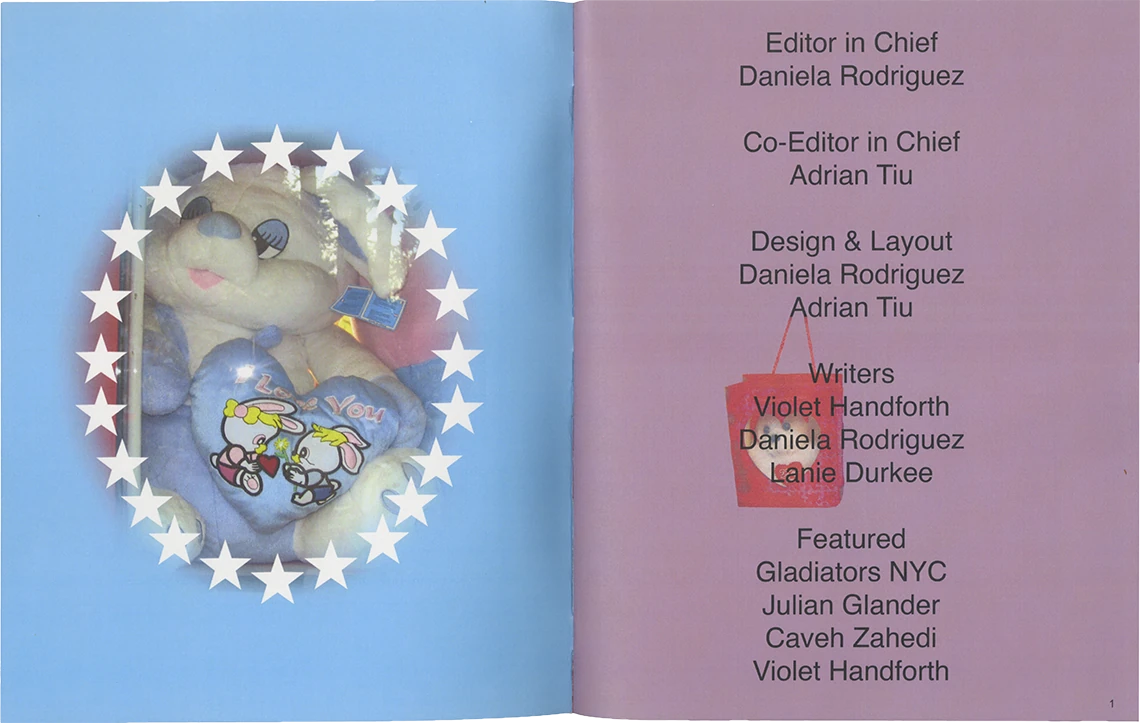 I Love You
Editor in Chief
Daniela Rodriguez
Co-Editor in Chief
Adrian Tiu
Design & Layout
Daniela Rodriguez
Adrian Tiu
Writers
Violet Handforth
Daniela Rodriguez
Lanie Durkee
Featured
Gladiators NYC
Julian Glander
Caveh Zahedi
Violet Handforth
1